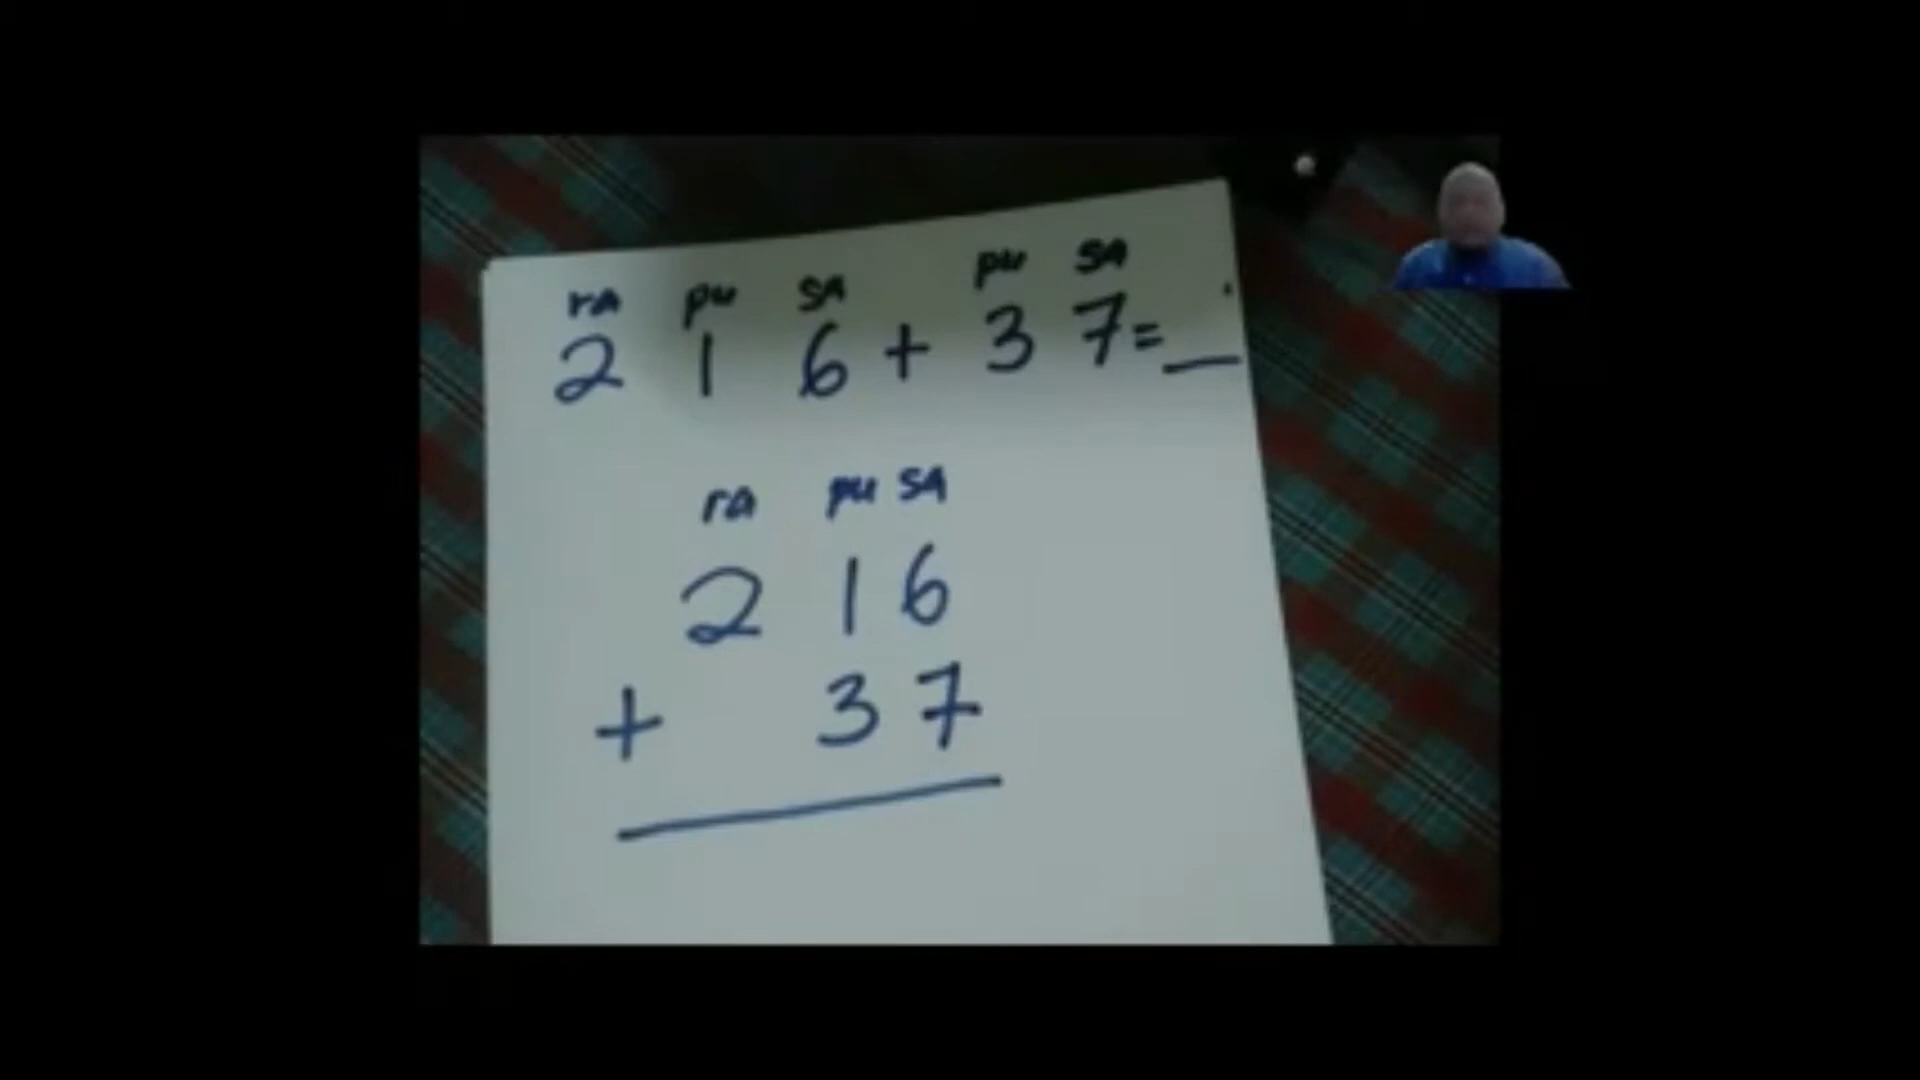 ra pu sa pu sa
2 1 6 + 3 7 = __
ra pu sa
2 1 6
+ 3 7